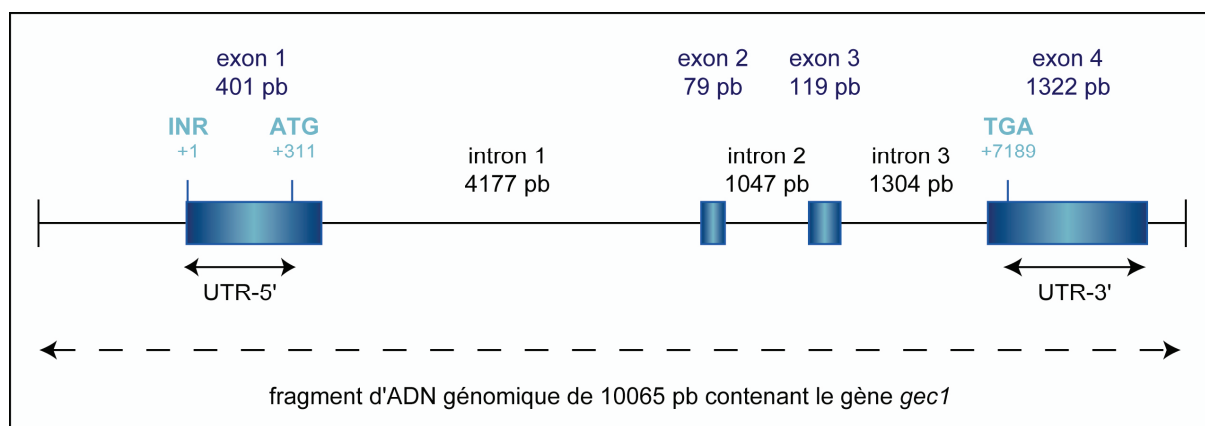 exon 1
401 pb
exon 2
79 pb
exon 3
119 pb
exon 4
1322 pb
INR
+1
ATG
+311
TGA
+7189
intron 1
4177 pb
intron 2
1047 pb
intron 3
1304 pb
UTR-5'
UTR-3'
fragment d'ADN génomique de 10065 pb contenant le gène gec1